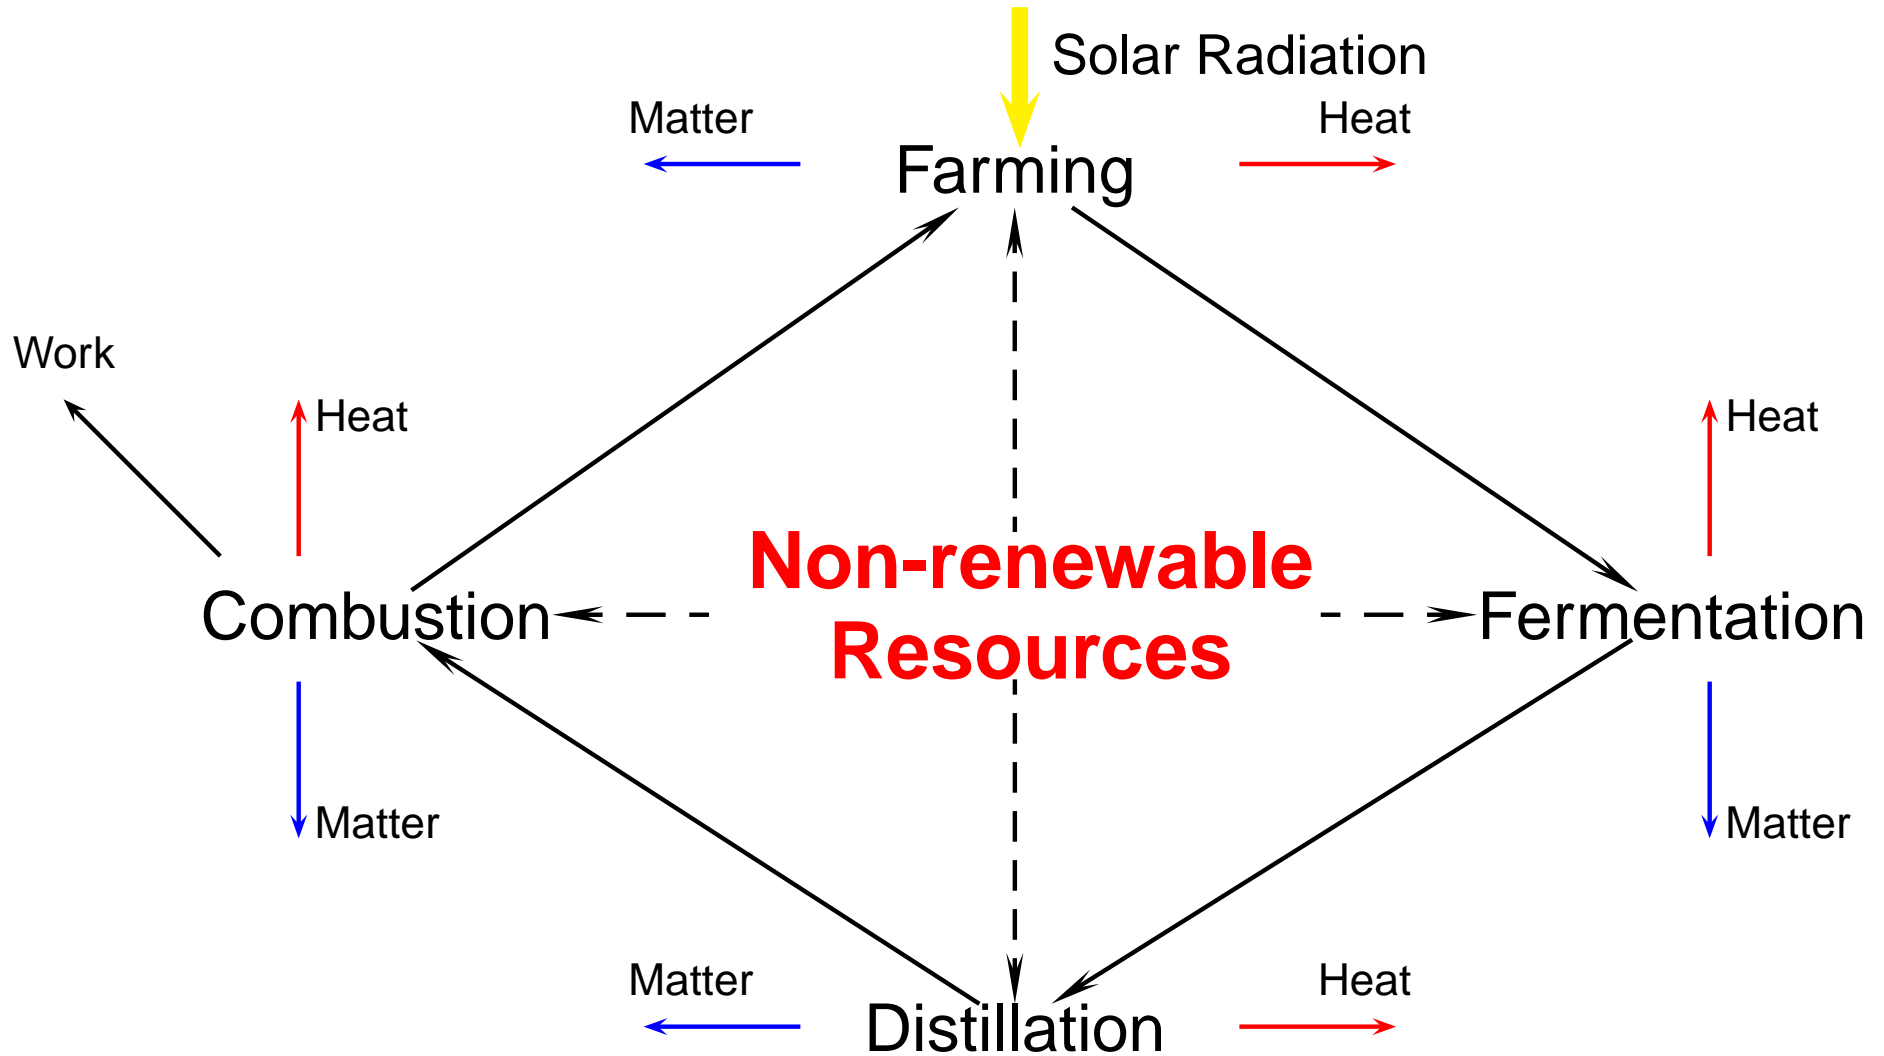 Solar Radiation
Matter
Heat
Farming
Work
Heat
Heat
Non-renewable
Resources
Combustion
Fermentation
Matter
Matter
Matter
Heat
Distillation